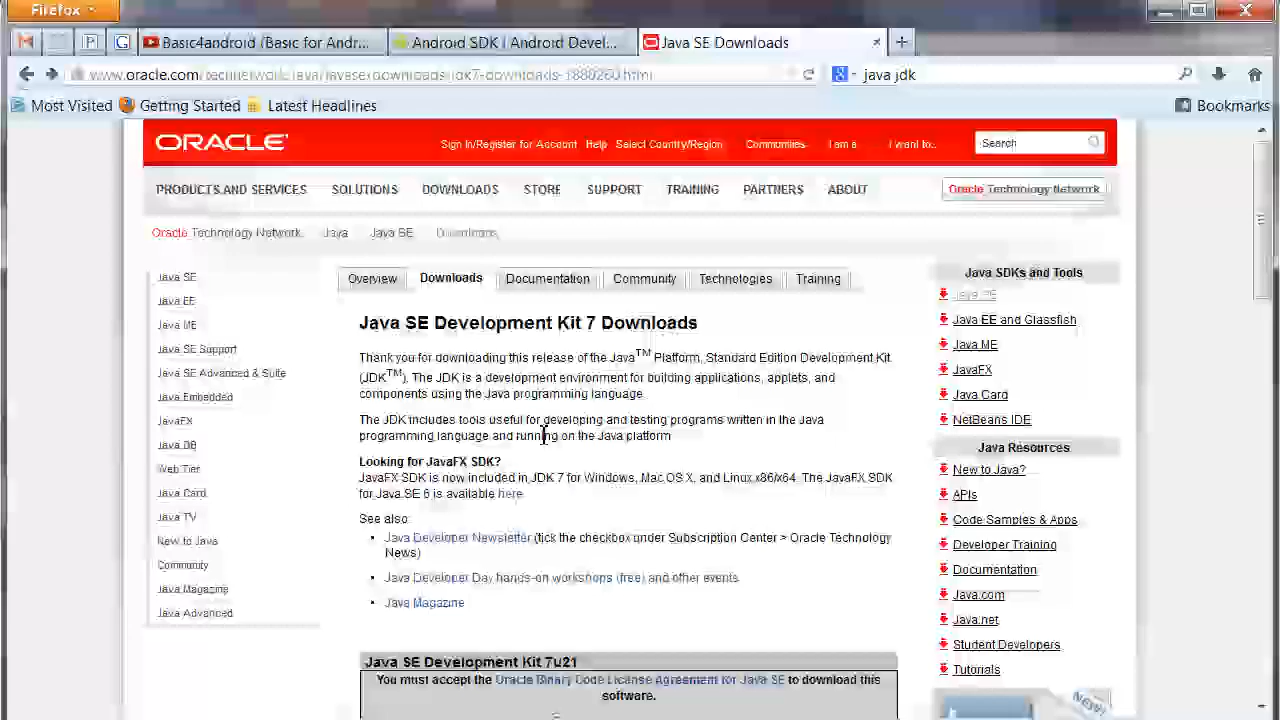 Firefox
Basic4android (Basic for Andr...
Android SDK | Android Devel...
Java SE Downloads
www.oracle.com/technetwork/java/javase/downloads/jdk7-downloads-1880260.html
java jdk
Most Visited
Getting Started
Latest Headlines
Bookmarks
ORACLE
Sign In/Register for Account
Help
Select Country/Region
Communities
I am a
I want to..
Search
PRODUCTS AND SERVICES
SOLUTIONS
DOWNLOADS
STORE
SUPPORT
TRAINING
PARTNERS
ABOUT
Oracle Technology Network
Oracle Technology Network
Java
Java SE
Downloads
Java SE
Java EE
Java ME
Java SE Support
Java SE Advanced & Suite
Java Embedded
JavaFX
Java DB
Web Tier
Java Card
Java TV
New to Java
Community
Java Magazine
Java Advanced
Overview
Downloads
Documentation
Community
Technologies
Training
Java SE Development Kit 7 Downloads
Thank you for downloading this release of the Java™ Platform, Standard Edition Development Kit
(JDK™). The JDK is a development environment for building applications, applets, and
components using the Java programming language.
The JDK includes tools useful for developing and testing programs written in the Java
programming language and running on the Java platform
Looking for JavaFX SDK?
JavaFX SDK is now included in JDK 7 for Windows, Mac OS X, and Linux x86/x64. The JavaFX SDK
for Java SE 6 is available here
See also:
Java Developer Newsletter (tick the checkbox under Subscription Center > Oracle Technology
News)
Java Developer Day hands-on workshops (free) and other events
Java Magazine
Java SE Development Kit 7u21
You must accept the Oracle Binary Code License Agreement for Java SE to download this
software.
Java SDKs and Tools
Java EE and Glassfish
Java ME
JavaFX
Java Card
NetBeans IDE
Java Resources
New to Java?
APIs
Code Samples & Apps
Developer Training
Documentation
Java.com
Java.net
Student Developers
Tutorials
NEW!